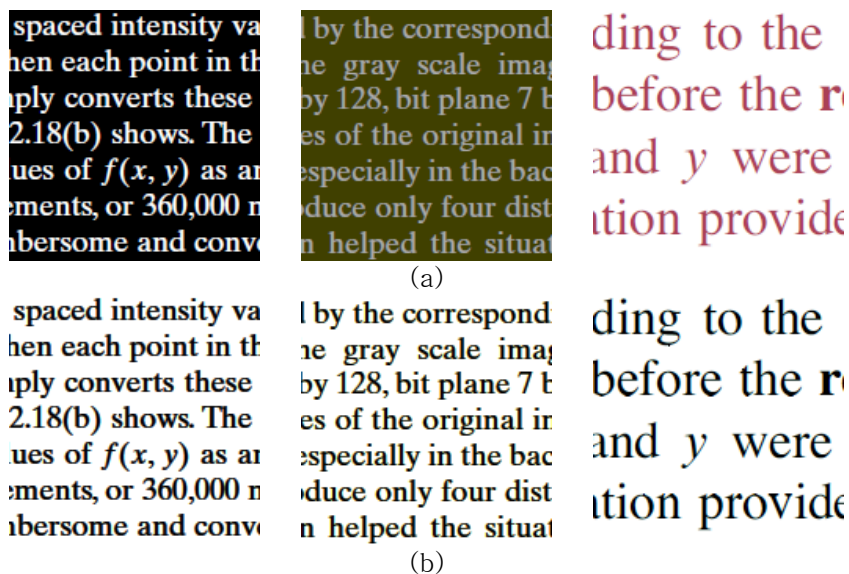 spaced intensity va
hen each point in th
nply converts these
2.18(b) shows. The
lues of f(x, y) as an
ements, or 360,000 n
nbersome and conve
l by the correspond
ne gray scale imag
by 128, bit plane 7 b
es of the original in
especially in the bac
oduce only four dist
n helped the situat
ding to the
before the re
and y were
ation provide
(a)
spaced intensity va
hen each point in th
nply converts these
2.18(b) shows. The
lues of f(x, y) as an
ements, or 360,000 n
nbersome and conve
l by the correspond
ne gray scale imag
by 128, bit plane 7 b
es of the original in
especially in the bac
oduce only four dist
n helped the situat
ding to the
before the re
and y were
ation provide
(b)